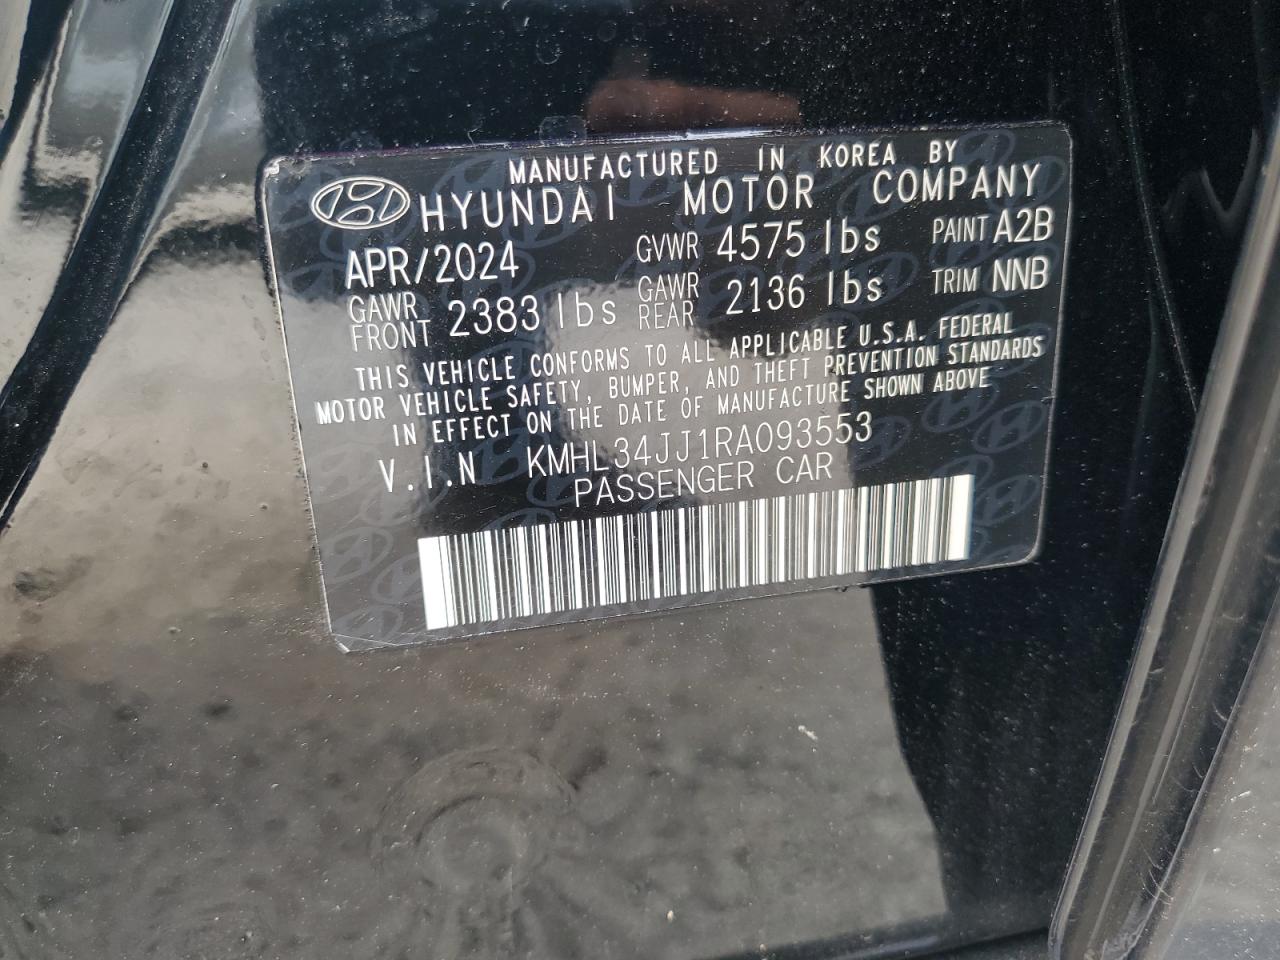 MANUFACTURED IN KOREA BY
HYUNDAI MOTOR COMPANY
APR/2024 GVWR 4575 lbs PAINT A2B
GAWR FRONT 2383 lbs GAWR REAR 2136 lbs TRIM NNB
THIS VEHICLE CONFORMS TO ALL APPLICABLE U.S.A. FEDERAL
MOTOR VEHICLE SAFETY, BUMPER, AND THEFT PREVENTION STANDARDS
IN EFFECT ON THE DATE OF MANUFACTURE SHOWN ABOVE
V.I.N KMHL34JJ1RA093553
PASSENGER CAR